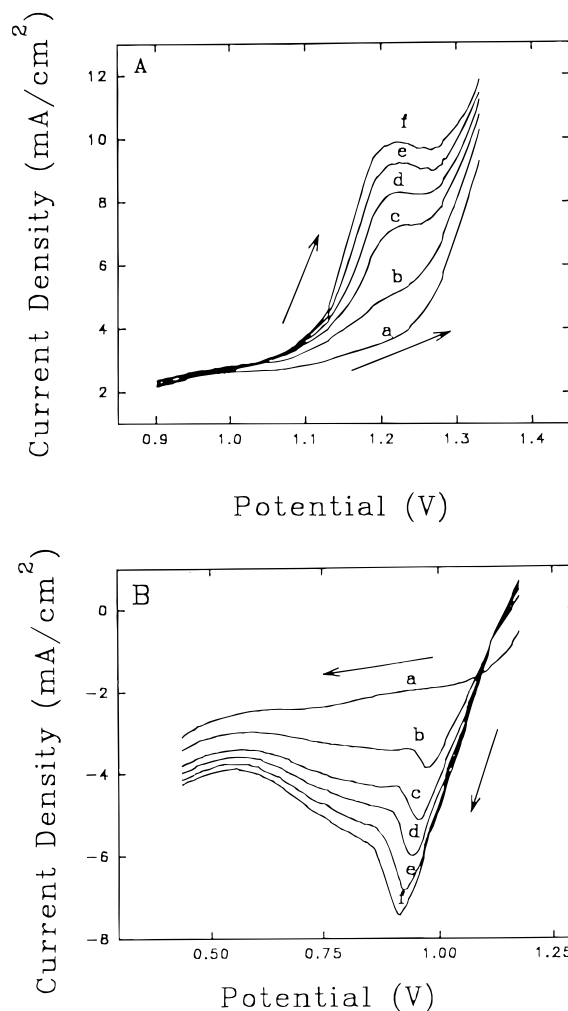 A
Current Density (mA/cm²)
12
10
8
6
4
2
f
e
d
c
b
a
0.9
1.0
1.1
1.2
1.3
1.4
Potential (V)
B
Current Density (mA/cm²)
0
-2
-4
-6
-8
a
b
c
d
e
f
0.50
0.75
1.00
1.25
Potential (V)